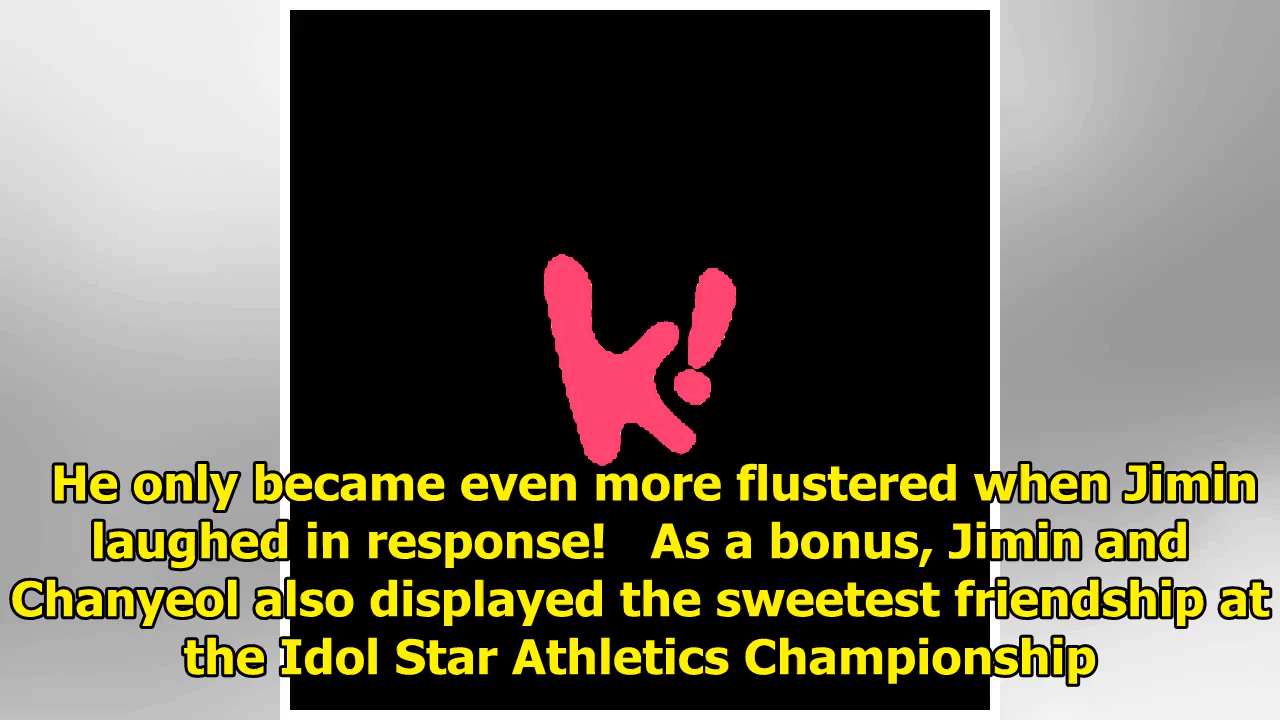 k!
He only became even more flustered when Jimin
laughed in response! As a bonus, Jimin and
Chanyeol also displayed the sweetest friendship at
the Idol Star Athletics Championship